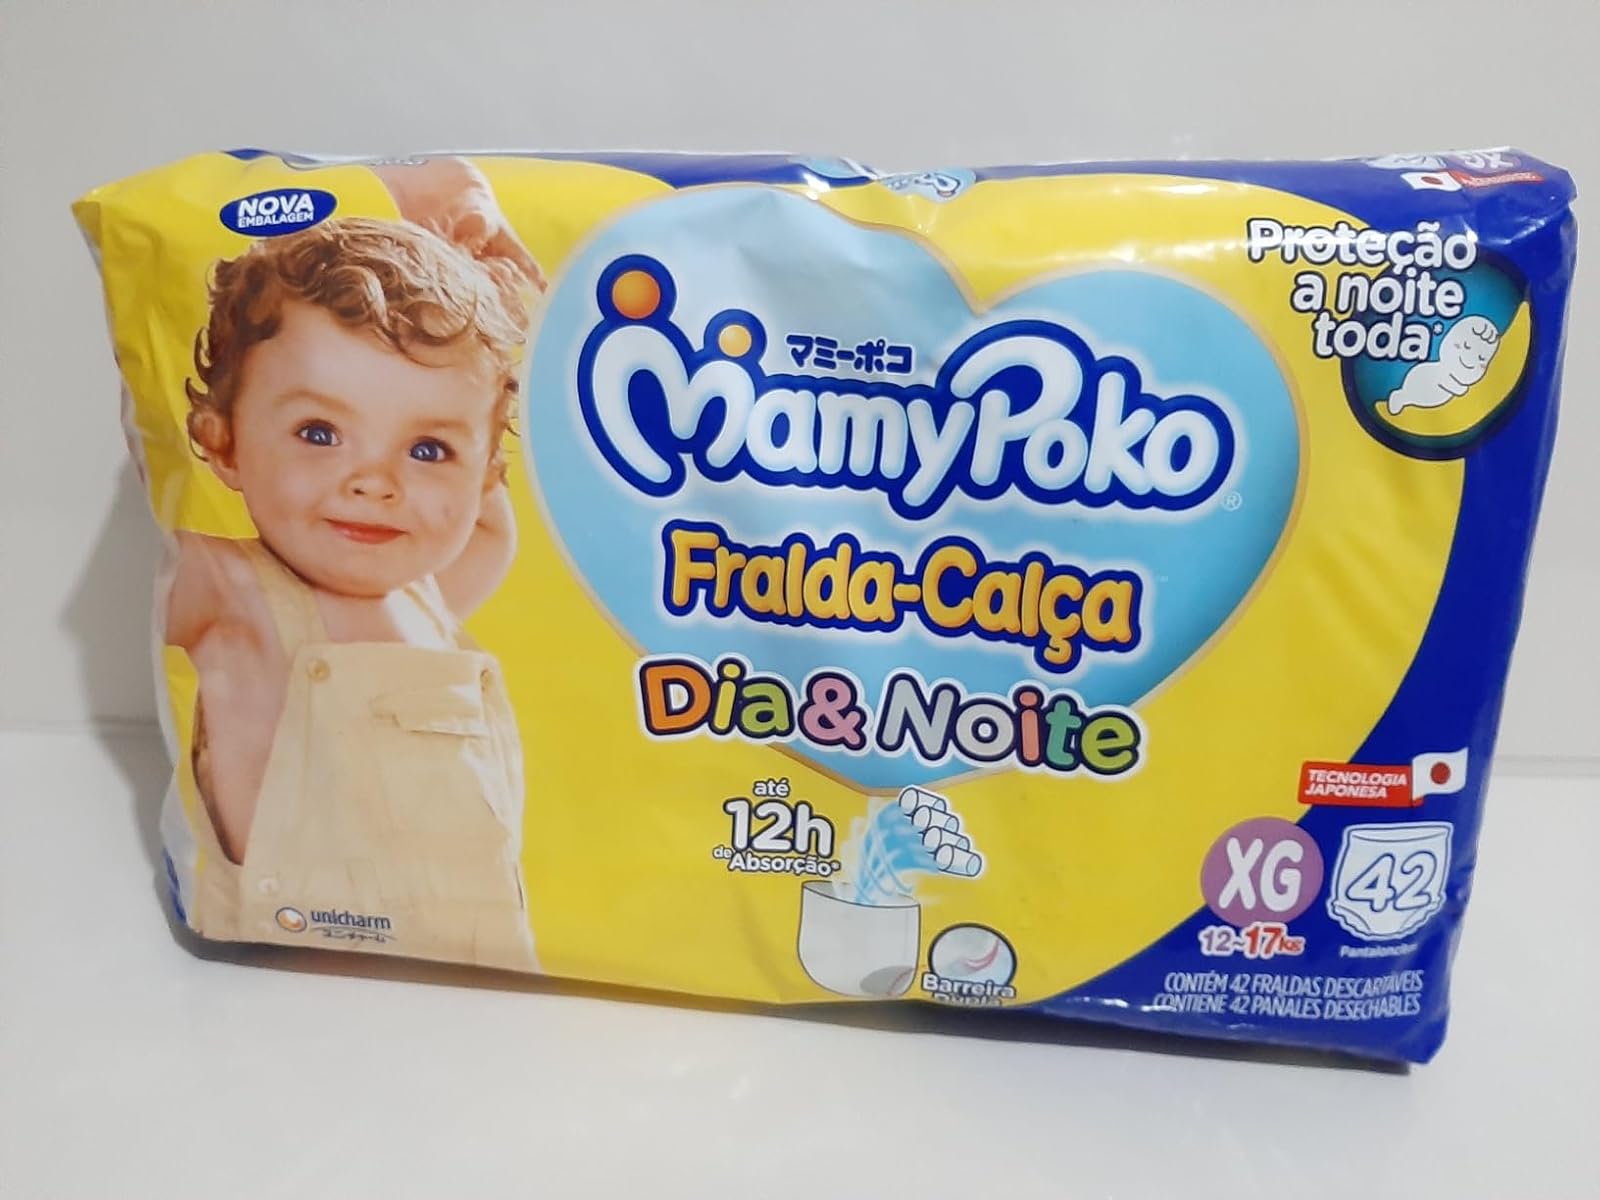 NOVA
EMBALAGEM
マミーポコ
MamyPoko
®
Fralda-Calça
Dia & Noite
Proteção
a noite
toda*
até
12h
de Absorção*
Barreira
Dupla
unicharm
ユニ・チャーム
TECNOLOGIA
JAPONESA
XG
12~17kg
42
CONTÉM 42 FRALDAS DESCARTÁVEIS
CONTIENE 42 PAÑALES DESECHABLES